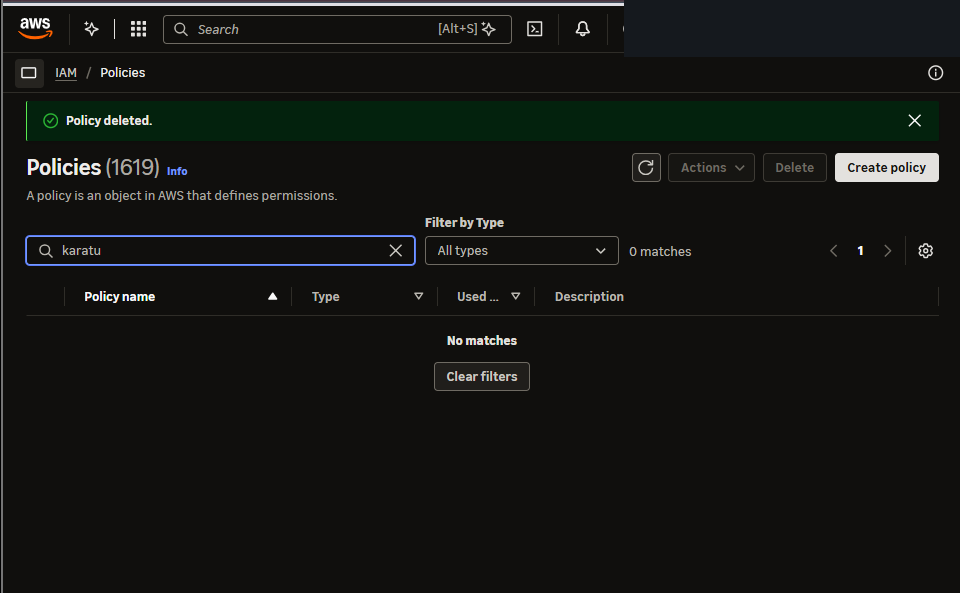 aws
Search [Alt+S]
IAM / Policies
Policy deleted.
Policies (1619) Info
Actions
Delete
Create policy
A policy is an object in AWS that defines permissions.
Filter by Type
karatu
All types
0 matches
1
Policy name
Type
Used ...
Description
No matches
Clear filters